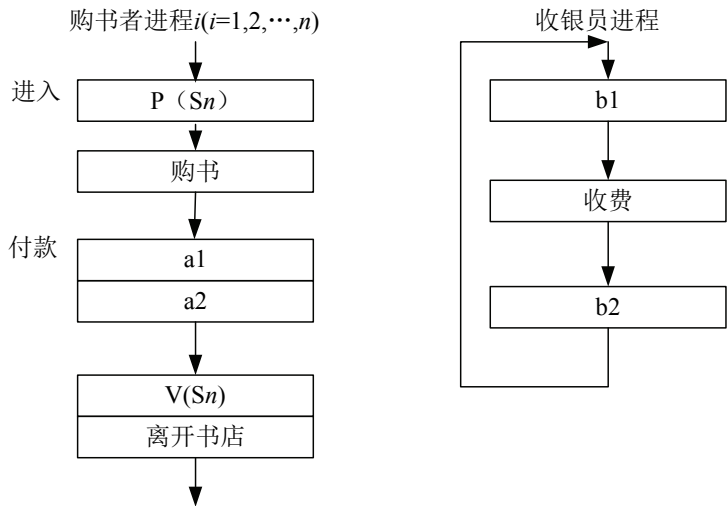 购书者进程i(i=1,2,⋯,n)
进入
P（Sn）
购书
付款
a1
a2
V(Sn)
离开书店
收银员进程
b1
收费
b2